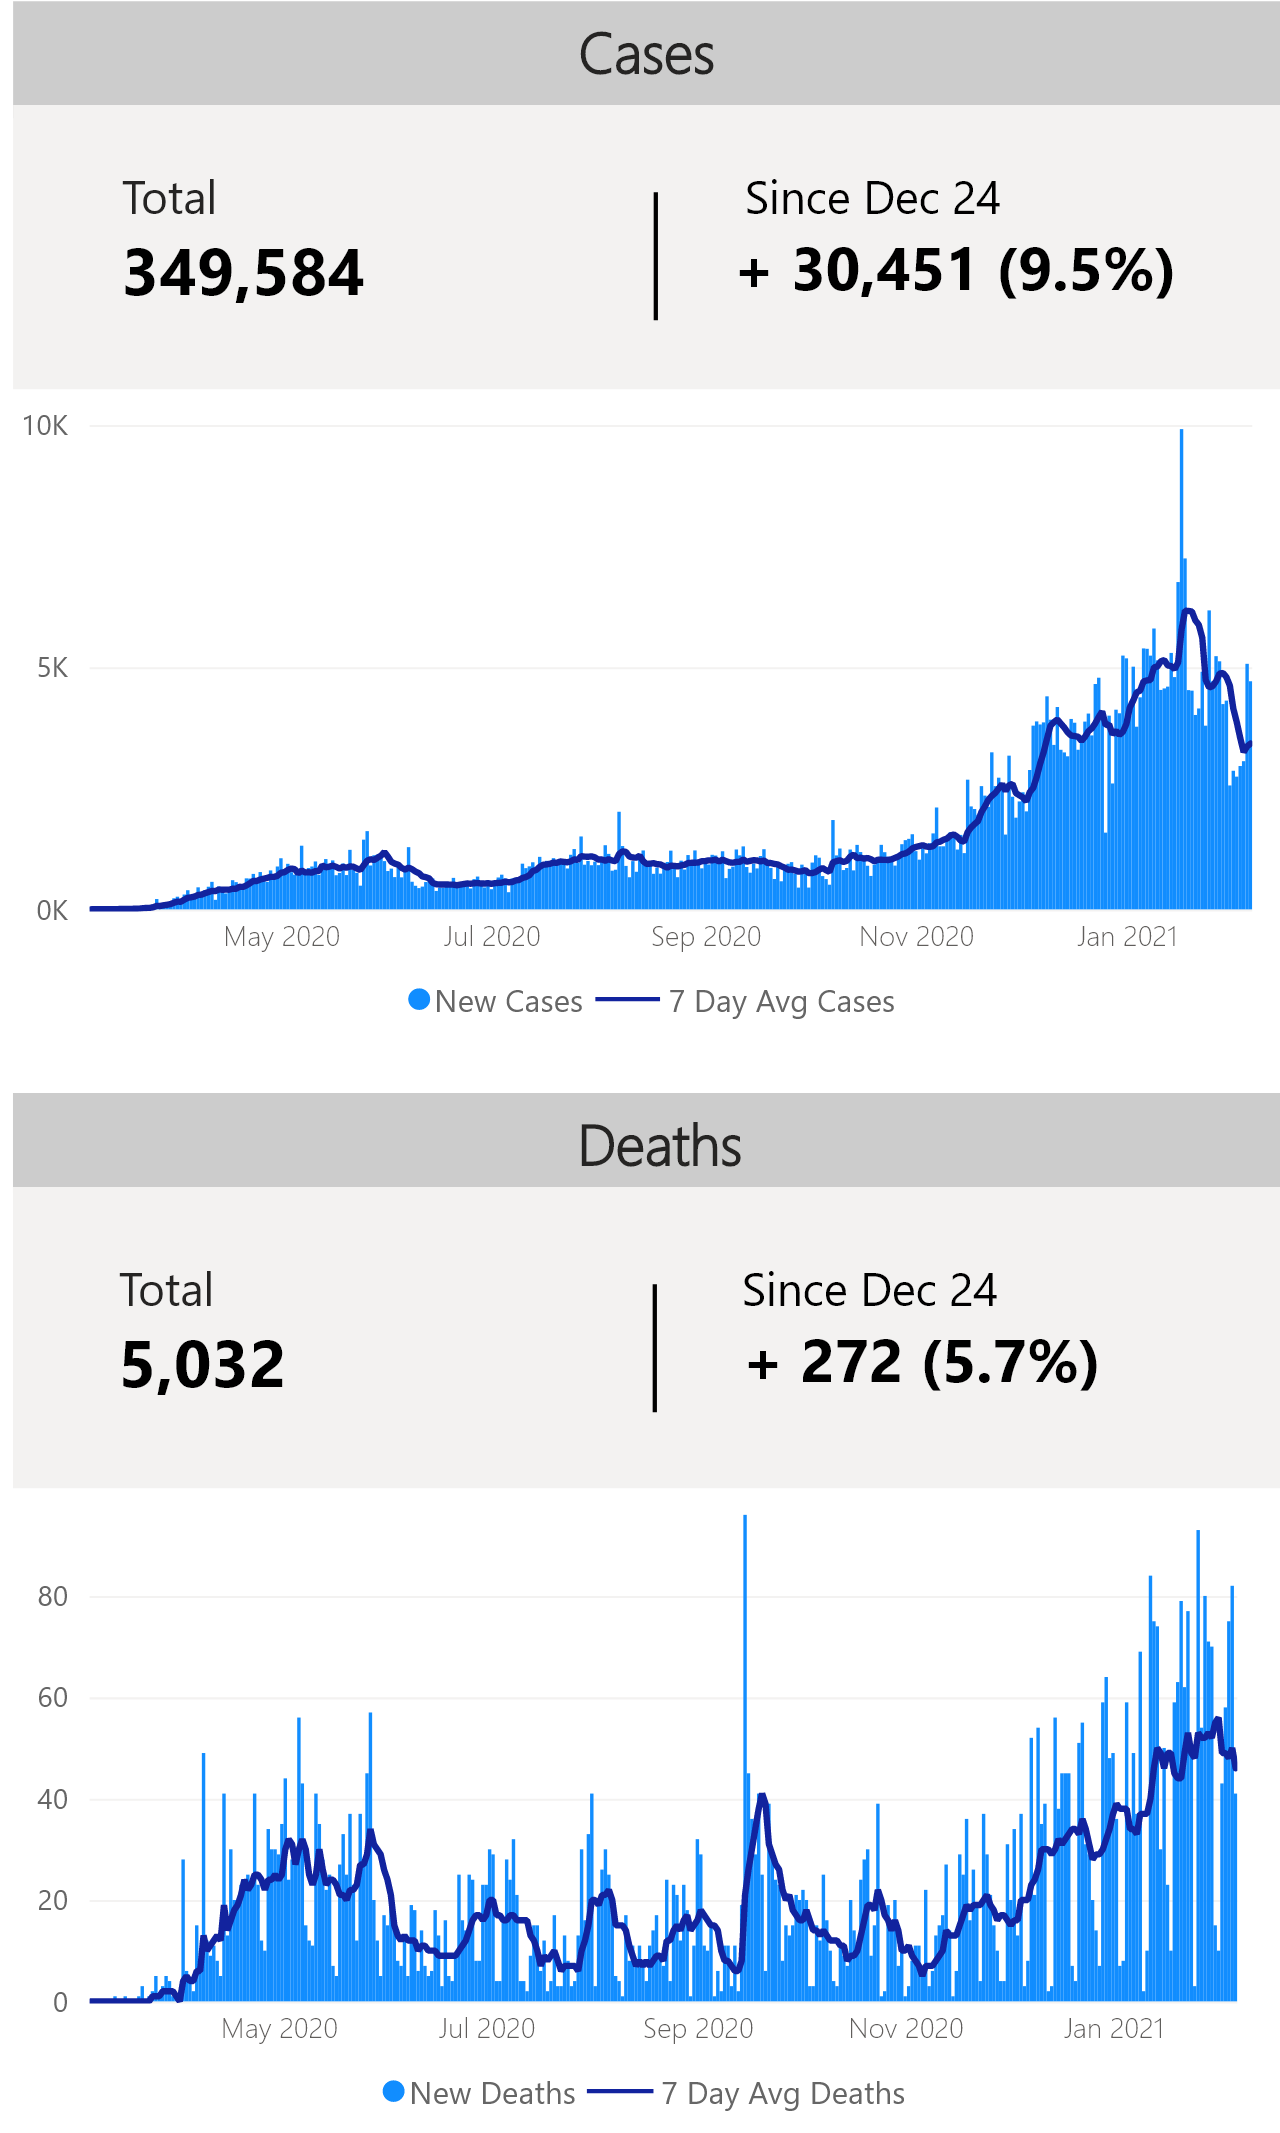 Cases
Total
Since Dec 24
349,584
+ 30,451 (9.5%)
10K
5K
0K
May 2020
Jul 2020
Sep 2020
Nov 2020
Jan 2021
New Cases
7 Day Avg Cases
Deaths
Total
Since Dec 24
5,032
+ 272 (5.7%)
80
60
40
20
0
May 2020
Jul 2020
Sep 2020
Nov 2020
Jan 2021
New Deaths
7 Day Avg Deaths